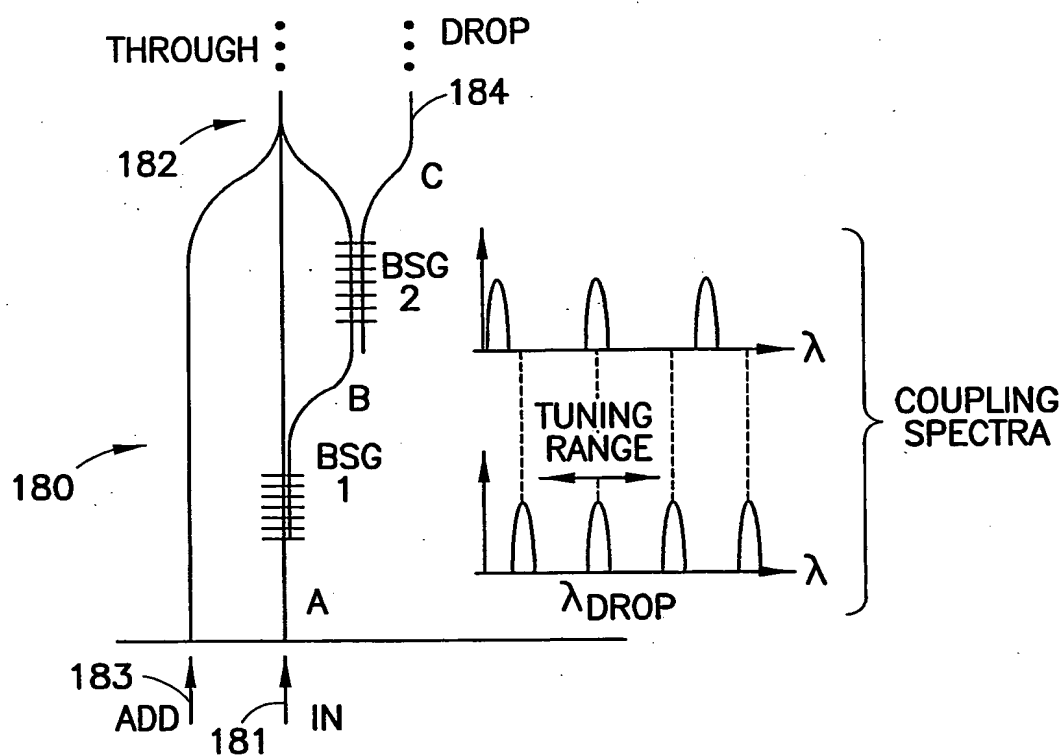 THROUGH
DROP
184
182
C
BSG
2
λ
B
TUNING
RANGE
COUPLING
SPECTRA
BSG
1
180
λ
λDROP
A
183
ADD
181
IN